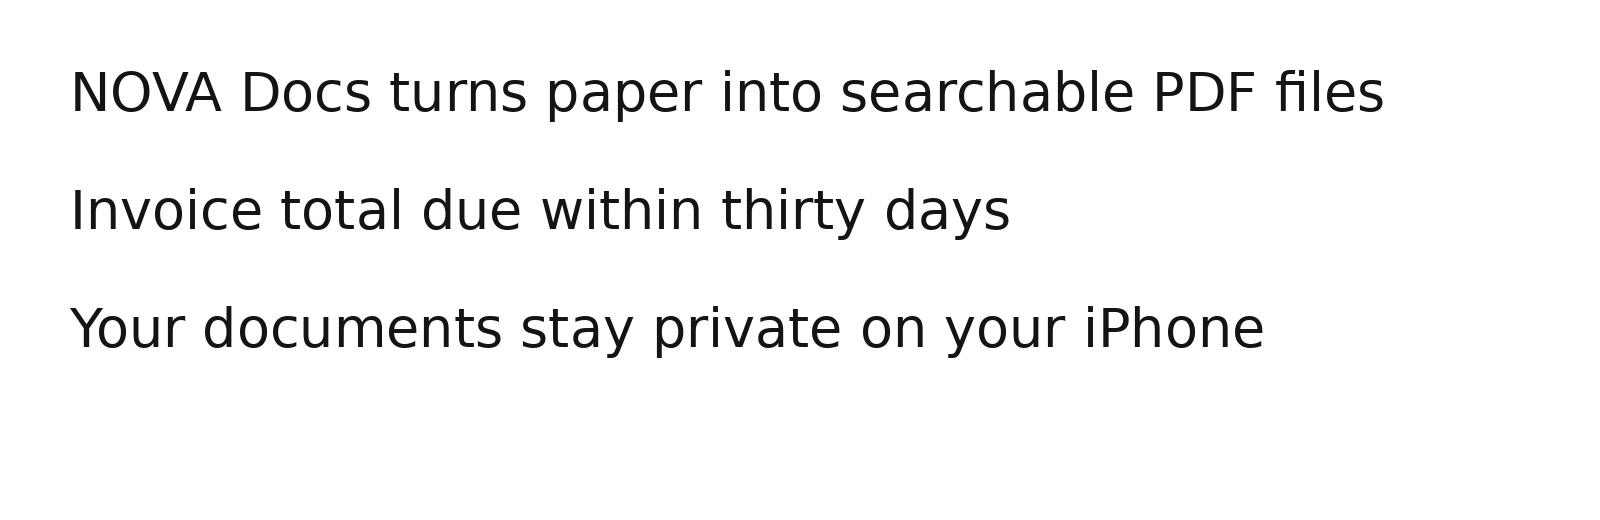 NOVA Docs turns paper into searchable PDF files
Invoice total due within thirty days
Your documents stay private on your iPhone